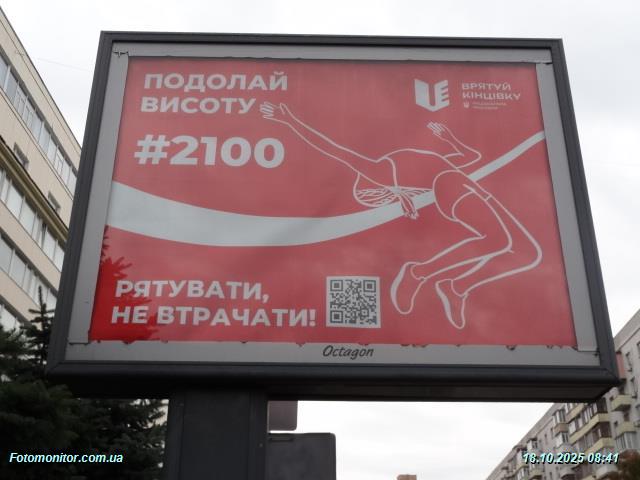 ПОДОЛАЙ
ВИСОТУ
#2100
ВРЯТУЙ
КІНЦІВКУ
РЯТУВАТИ,
НЕ ВТРАЧАТИ!
Octagon
Fotomonitor.com.ua
18.10.2025 08:41